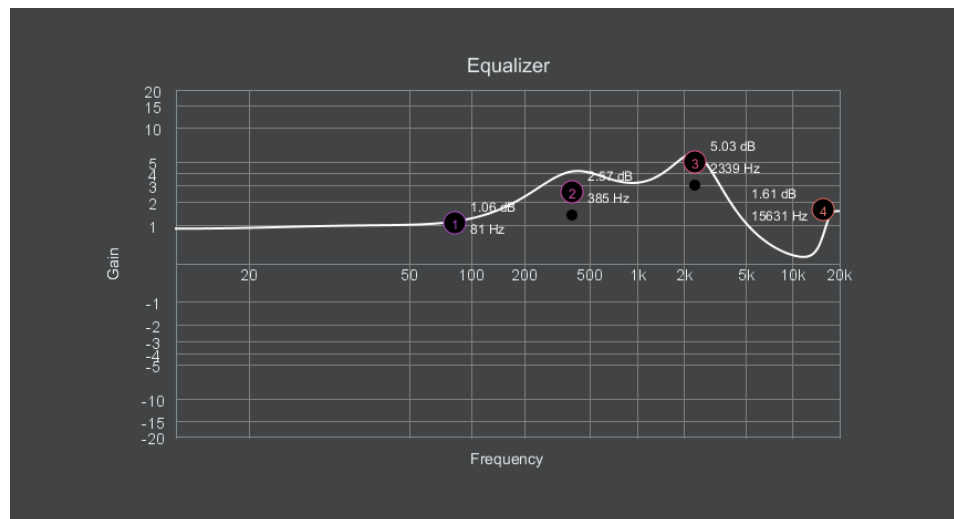 Equalizer
20
15
10
5
4
3
2
1
-1
-2
-3
-4
-5
-10
-15
-20
Gain
1
1.06 dB
81 Hz
2
2.57 dB
385 Hz
3
5.03 dB
2339 Hz
4
1.61 dB
15631 Hz
20 50 100 200 500 1k 2k 5k 10k 20k
Frequency